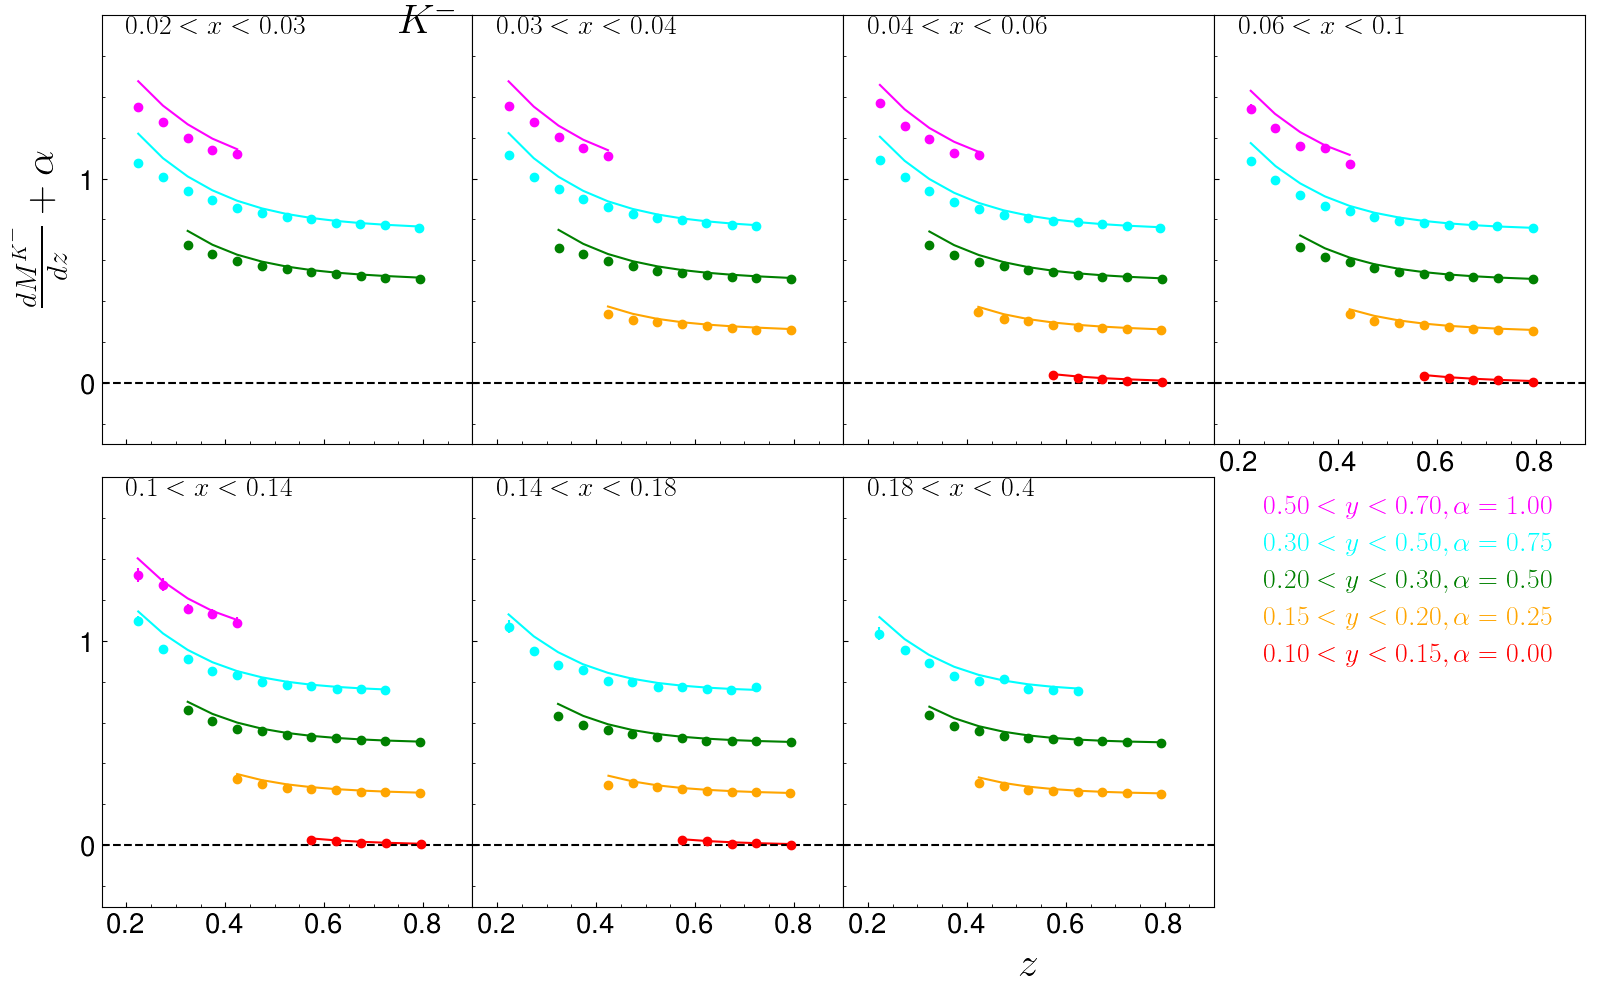 K⁻
0.02 < x < 0.03
0.03 < x < 0.04
0.04 < x < 0.06
0.06 < x < 0.1
dM^{K⁻}/dz + α
1
0
0.2 0.4 0.6 0.8
0.1 < x < 0.14
0.14 < x < 0.18
0.18 < x < 0.4
0.50 < y < 0.70, α = 1.00
0.30 < y < 0.50, α = 0.75
0.20 < y < 0.30, α = 0.50
0.15 < y < 0.20, α = 0.25
0.10 < y < 0.15, α = 0.00
1
0
0.2 0.4 0.6 0.8
0.2 0.4 0.6 0.8
0.2 0.4 0.6 0.8
z